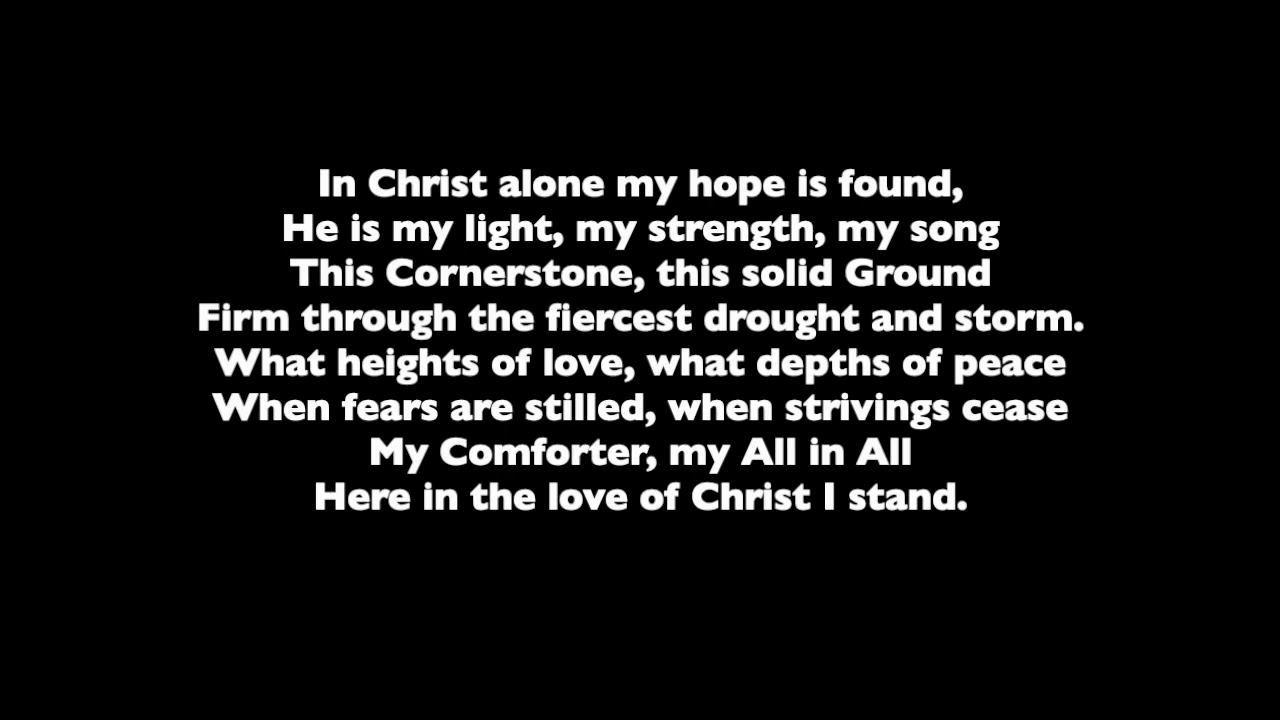 In Christ alone my hope is found,
He is my light, my strength, my song
This Cornerstone, this solid Ground
Firm through the fiercest drought and storm.
What heights of love, what depths of peace
When fears are stilled, when strivings cease
My Comforter, my All in All
Here in the love of Christ I stand.